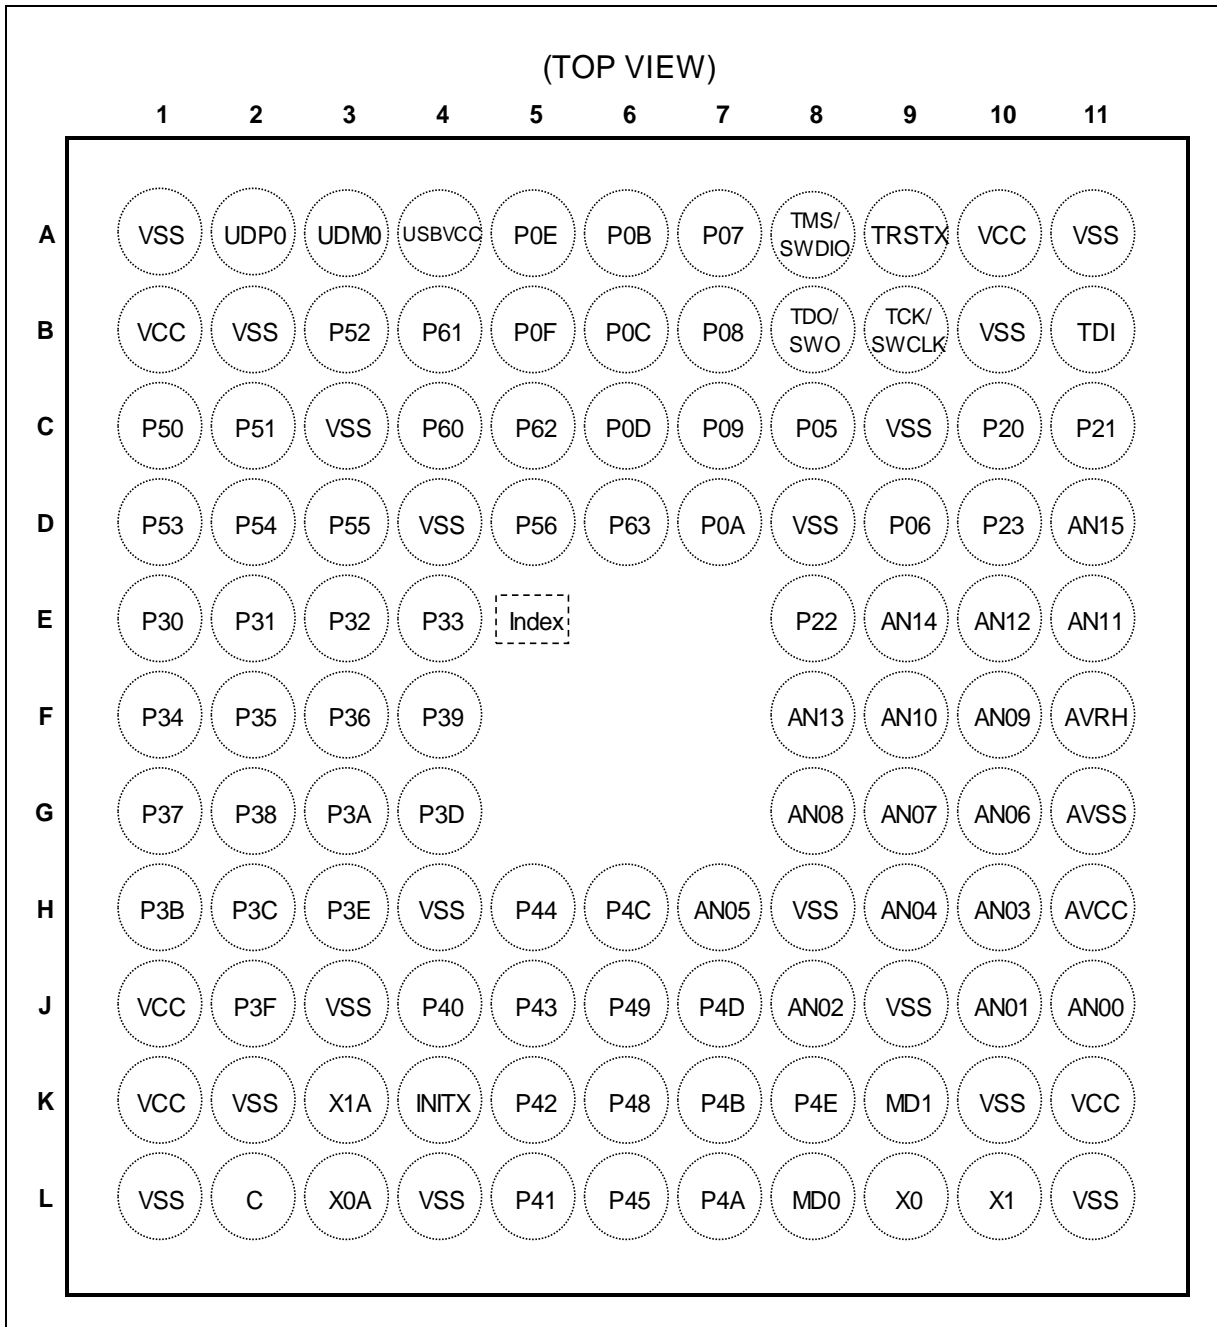 (TOP VIEW)
1 2 3 4 5 6 7 8 9 10 11
A VSS UDP0 UDM0 USBVCC P0E P0B P07 TMS/ SWDIO TRSTX VCC VSS
B VCC VSS P52 P61 P0F P0C P08 TDO/ SWO TCK/ SWCLK VSS TDI
C P50 P51 VSS P60 P62 P0D P09 P05 VSS P20 P21
D P53 P54 P55 VSS P56 P63 P0A VSS P06 P23 AN15
E P30 P31 P32 P33 Index P22 AN14 AN12 AN11
F P34 P35 P36 P39 AN13 AN10 AN09 AVRH
G P37 P38 P3A P3D AN08 AN07 AN06 AVSS
H P3B P3C P3E VSS P44 P4C AN05 VSS AN04 AN03 AVCC
J VCC P3F VSS P40 P43 P49 P4D AN02 VSS AN01 AN00
K VCC VSS X1A INITX P42 P48 P4B P4E MD1 VSS VCC
L VSS C X0A VSS P41 P45 P4A MD0 X0 X1 VSS